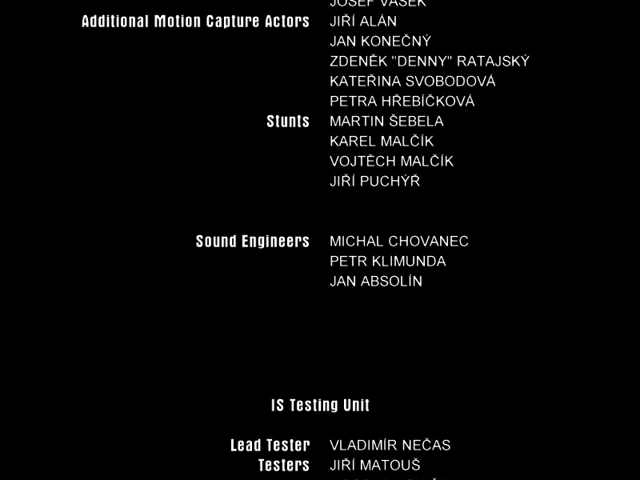 JOSEF VAŠEK
Additional Motion Capture Actors JIŘÍ ALÁN
JAN KONEČNÝ
ZDENĚK "DENNY" RATAJSKÝ
KATEŘINA SVOBODOVÁ
PETRA HŘEBÍČKOVÁ
Stunts MARTIN ŠEBELA
KAREL MALČÍK
VOJTĚCH MALČÍK
JIŘÍ PUCHÝŘ
Sound Engineers MICHAL CHOVANEC
PETR KLIMUNDA
JAN ABSOLÍN
IS Testing Unit
Lead Tester VLADIMÍR NEČAS
Testers JIŘÍ MATOUŠ